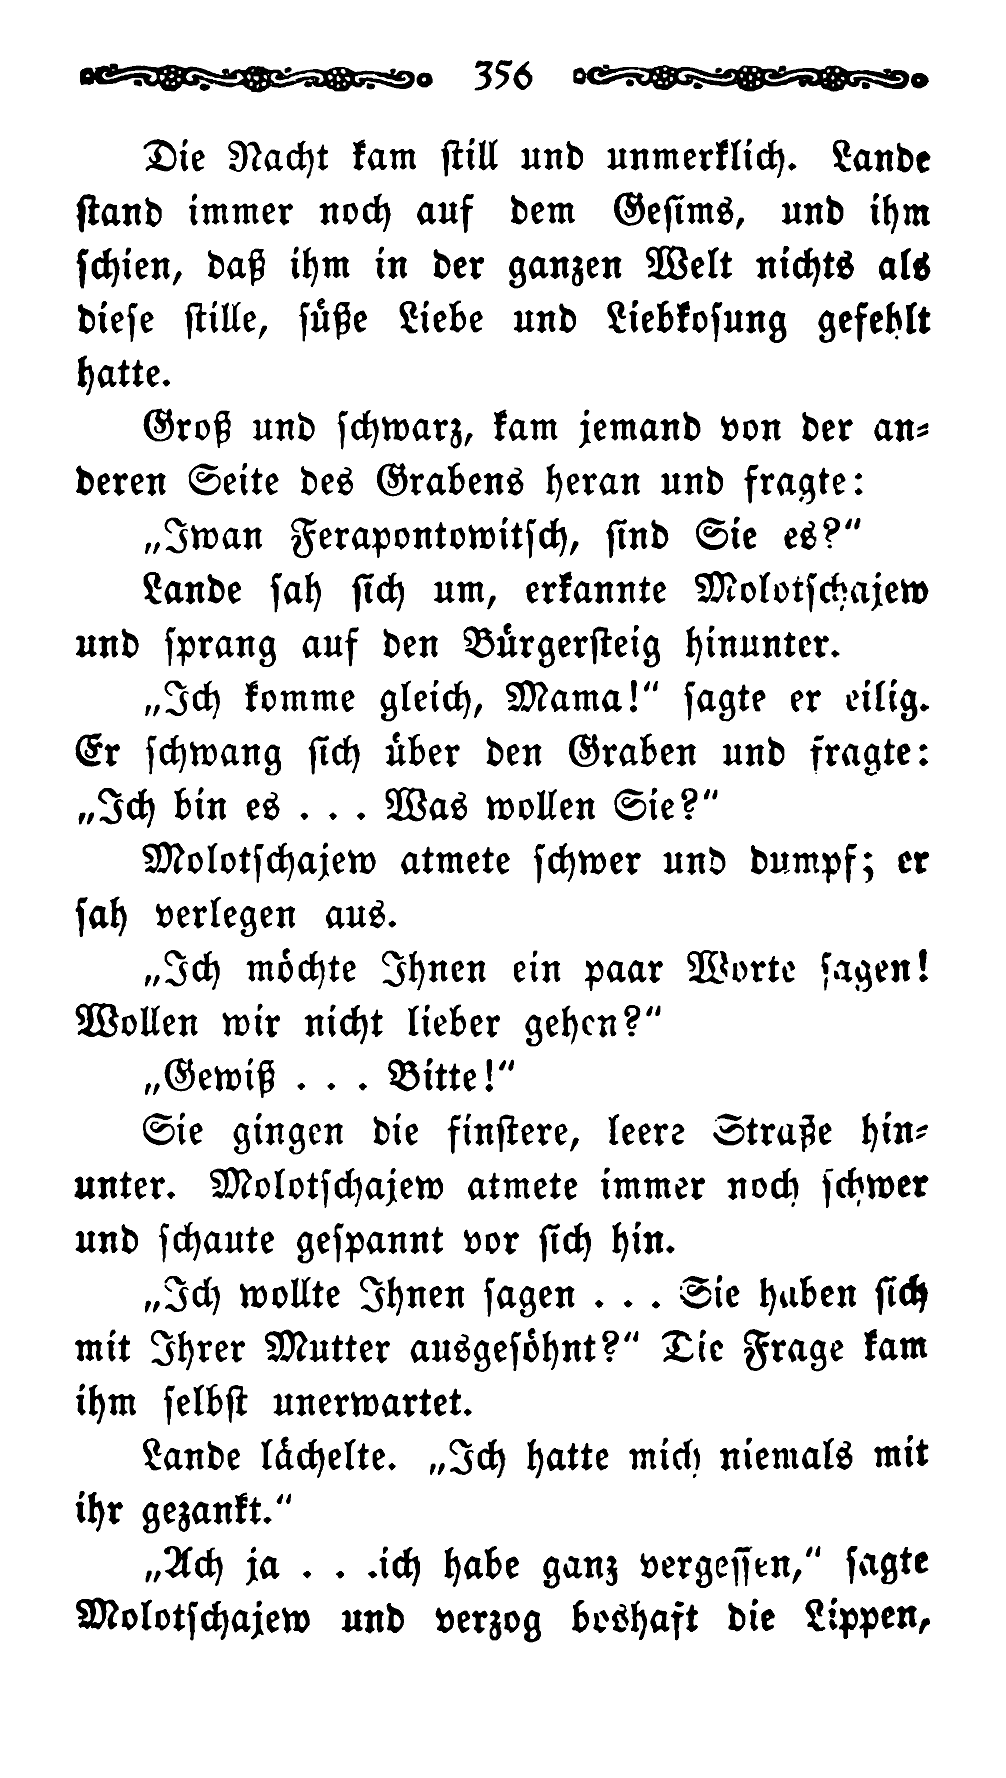 356
Die Nacht kam still und unmerklich. Lande
stand immer noch auf dem Gesims, und ihm
schien, daß ihm in der ganzen Welt nichts als
diese stille, süße Liebe und Liebkosung gefehlt
hatte.
Groß und schwarz, kam jemand von der an-
deren Seite des Grabens heran und fragte:
„Iwan Ferapontowitsch, sind Sie es?“
Lande sah sich um, erkannte Molotschajew
und sprang auf den Bürgersteig hinunter.
„Ich komme gleich, Mama!“ sagte er eilig.
Er schwang sich über den Graben und fragte:
„Ich bin es . . . Was wollen Sie?“
Molotschajew atmete schwer und dumpf; er
sah verlegen aus.
„Ich möchte Ihnen ein paar Worte sagen!
Wollen wir nicht lieber gehen?“
„Gewiß . . . Bitte!“
Sie gingen die finstere, leere Straße hin-
unter. Molotschajew atmete immer noch schwer
und schaute gespannt vor sich hin.
„Ich wollte Ihnen sagen . . . Sie haben sich
mit Ihrer Mutter ausgesöhnt?“ Die Frage kam
ihm selbst unerwartet.
Lande lächelte. „Ich hatte mich niemals mit
ihr gezankt.“
„Ach ja . . .ich habe ganz vergessen,“ sagte
Molotschajew und verzog boshaft die Lippen,